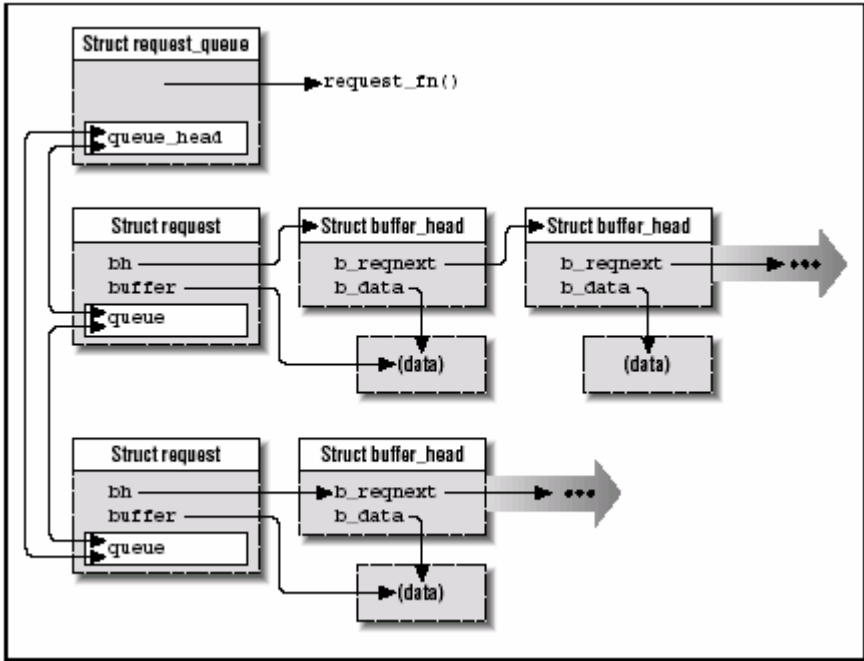 Struct request_queue
request_fn()
queue_head
Struct request
bh
buffer
queue
Struct buffer_head
b_reqnext
b_data
(data)
Struct buffer_head
b_reqnext
b_data
(data)
Struct request
bh
buffer
queue
Struct buffer_head
b_reqnext
b_data
(data)